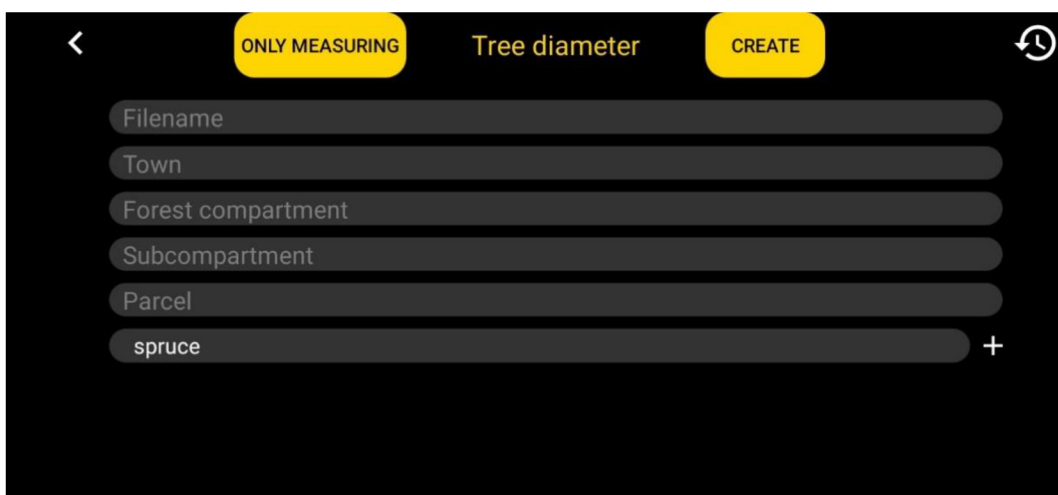 ONLY MEASURING Tree diameter CREATE
Filename
Town
Forest compartment
Subcompartment
Parcel
spruce